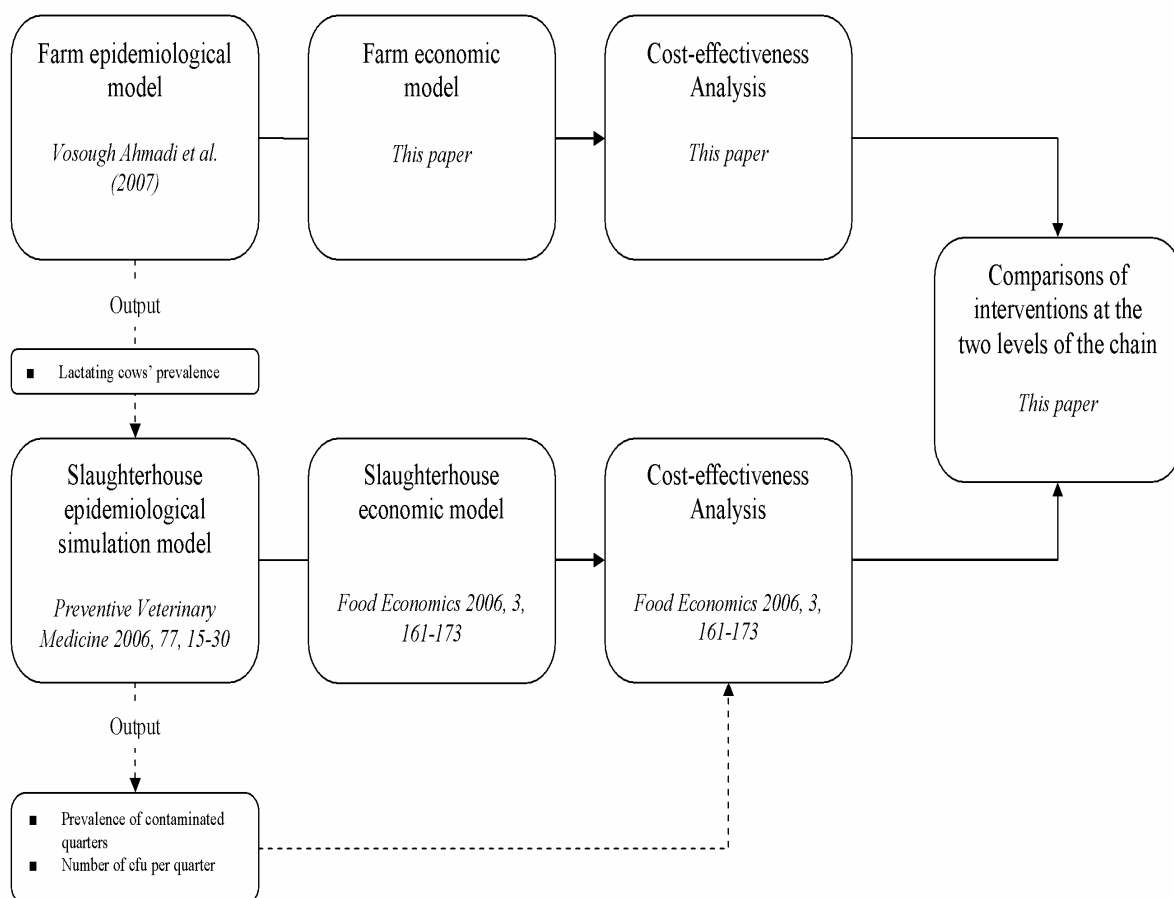 Farm epidemiological
model
Vosough Ahmadi et al.
(2007)
Farm economic
model
This paper
Cost-effectiveness
Analysis
This paper
Comparisons of
interventions at the
two levels of the chain
This paper
Output
■ Lactating cows' prevalence
Slaughterhouse
epidemiological
simulation model
Preventive Veterinary
Medicine 2006, 77, 15-30
Slaughterhouse
economic model
Food Economics 2006, 3,
161-173
Cost-effectiveness
Analysis
Food Economics 2006, 3,
161-173
Output
■ Prevalence of contaminated
quarters
■ Number of cfu per quarter